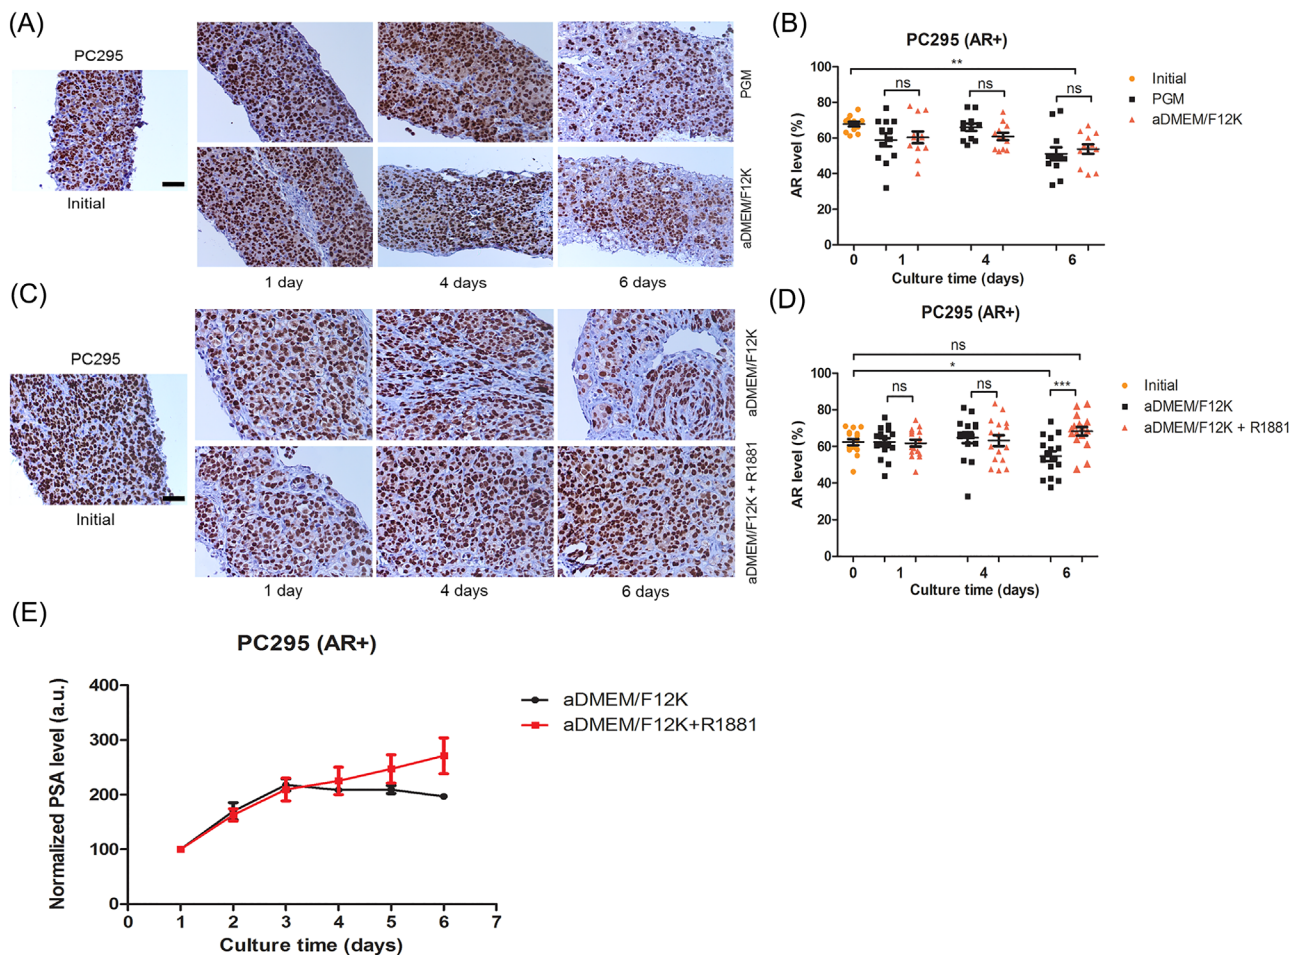 (A)
PC295
Initial
PGM
aDMEM/F12K
1 day
4 days
6 days
(B)
PC295 (AR+)
AR level (%)
100
80
60
40
20
0
**
ns
ns
ns
0
1
4
6
Culture time (days)
Initial
PGM
aDMEM/F12K
(C)
PC295
Initial
aDMEM/F12K
aDMEM/F12K + R1881
1 day
4 days
6 days
(D)
PC295 (AR+)
AR level (%)
100
80
60
40
20
0
ns
*
ns
ns
***
0
1
4
6
Culture time (days)
Initial
aDMEM/F12K
aDMEM/F12K + R1881
(E)
PC295 (AR+)
Normalized PSA level (a.u.)
400
300
200
100
0
0
1
2
3
4
5
6
7
Culture time (days)
aDMEM/F12K
aDMEM/F12K+R1881